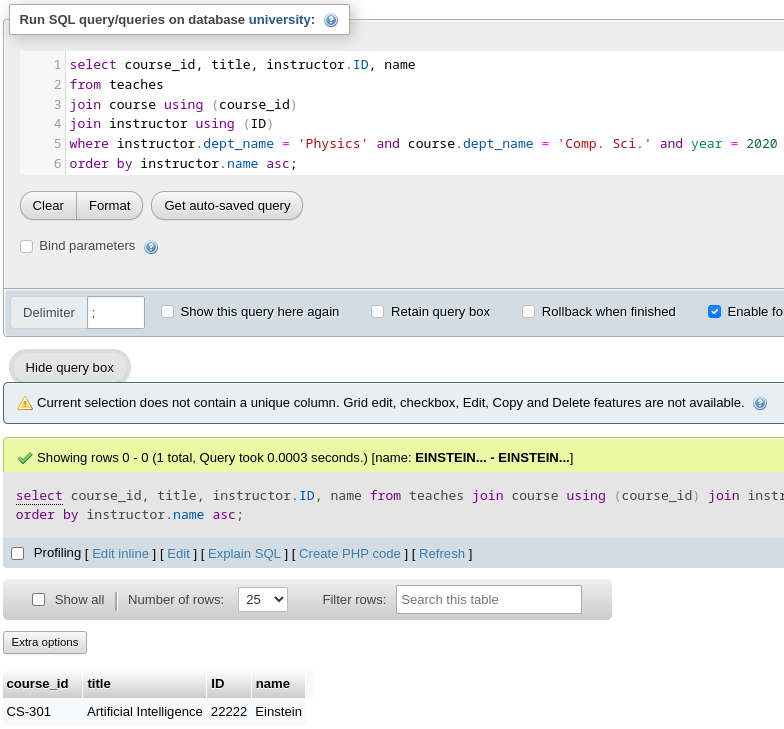 Run SQL query/queries on database university:
1 select course_id, title, instructor.ID, name
2 from teaches
3 join course using (course_id)
4 join instructor using (ID)
5 where instructor.dept_name = 'Physics' and course.dept_name = 'Comp. Sci.' and year = 2020
6 order by instructor.name asc;
Clear Format Get auto-saved query
Bind parameters
Delimiter ; Show this query here again Retain query box Rollback when finished Enable fo
Hide query box
Current selection does not contain a unique column. Grid edit, checkbox, Edit, Copy and Delete features are not available.
Showing rows 0 - 0 (1 total, Query took 0.0003 seconds.) [name: EINSTEIN... - EINSTEIN...]
select course_id, title, instructor.ID, name from teaches join course using (course_id) join instr
order by instructor.name asc;
Profiling [ Edit inline ] [ Edit ] [ Explain SQL ] [ Create PHP code ] [ Refresh ]
Show all Number of rows: 25 Filter rows: Search this table
Extra options
course_id title ID name
CS-301 Artificial Intelligence 22222 Einstein